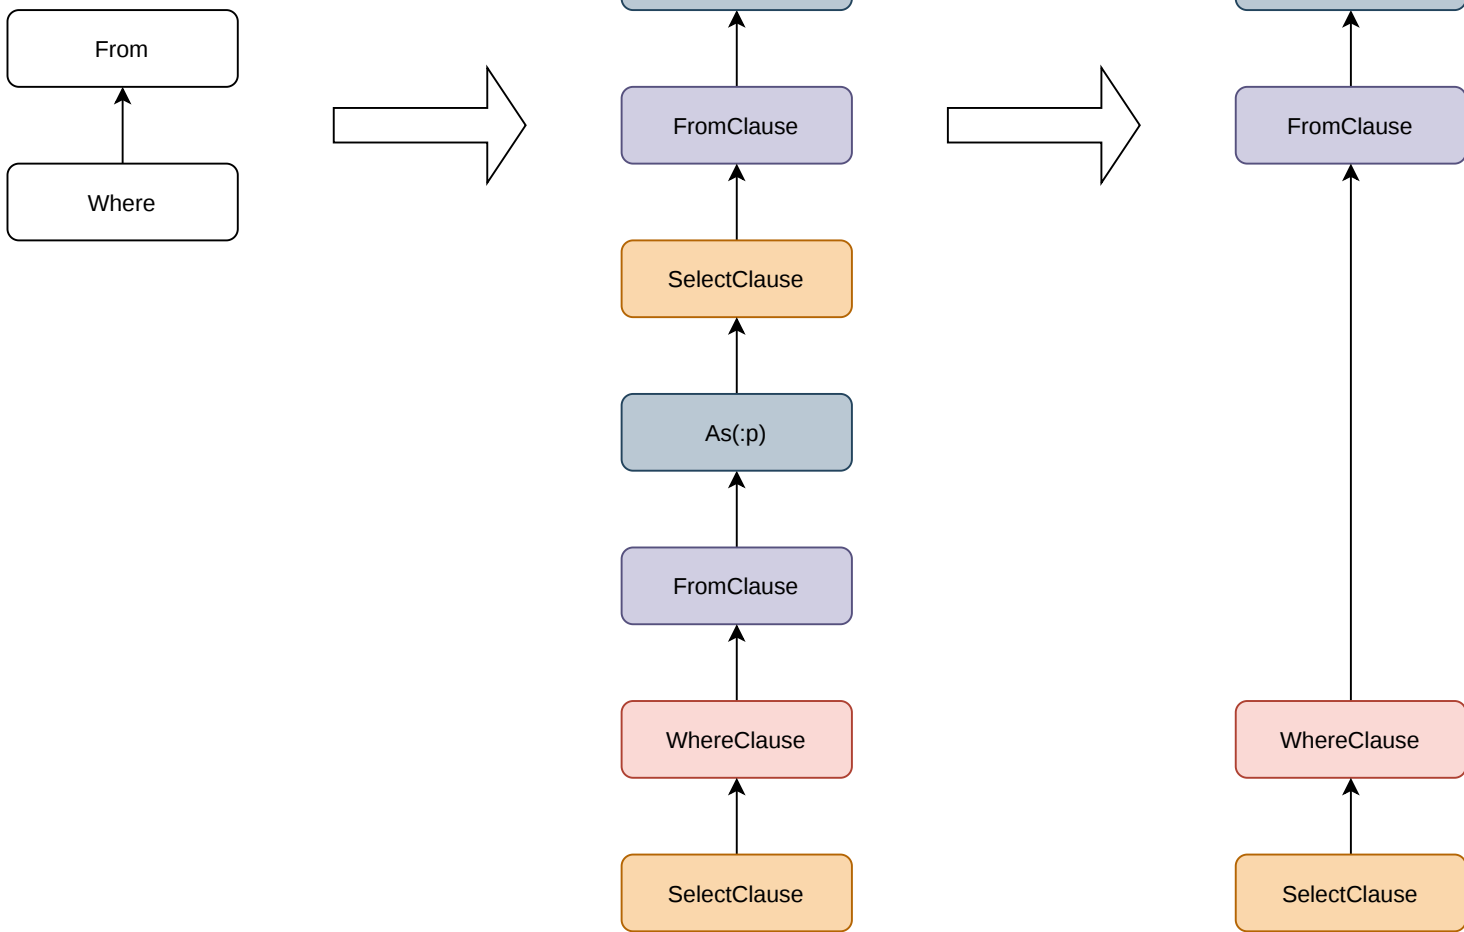 From
Where
FromClause
SelectClause
As(:p)
FromClause
WhereClause
SelectClause
FromClause
WhereClause
SelectClause